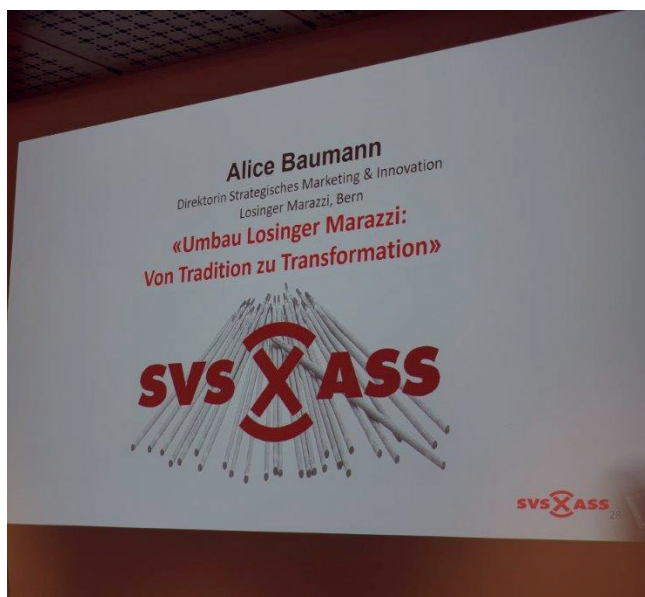 Alice Baumann
Direktorin Strategisches Marketing & Innovation
Losinger Marazzi, Bern
«Umbau Losinger Marazzi:
Von Tradition zu Transformation»
SVS ASS
SVS ASS
28